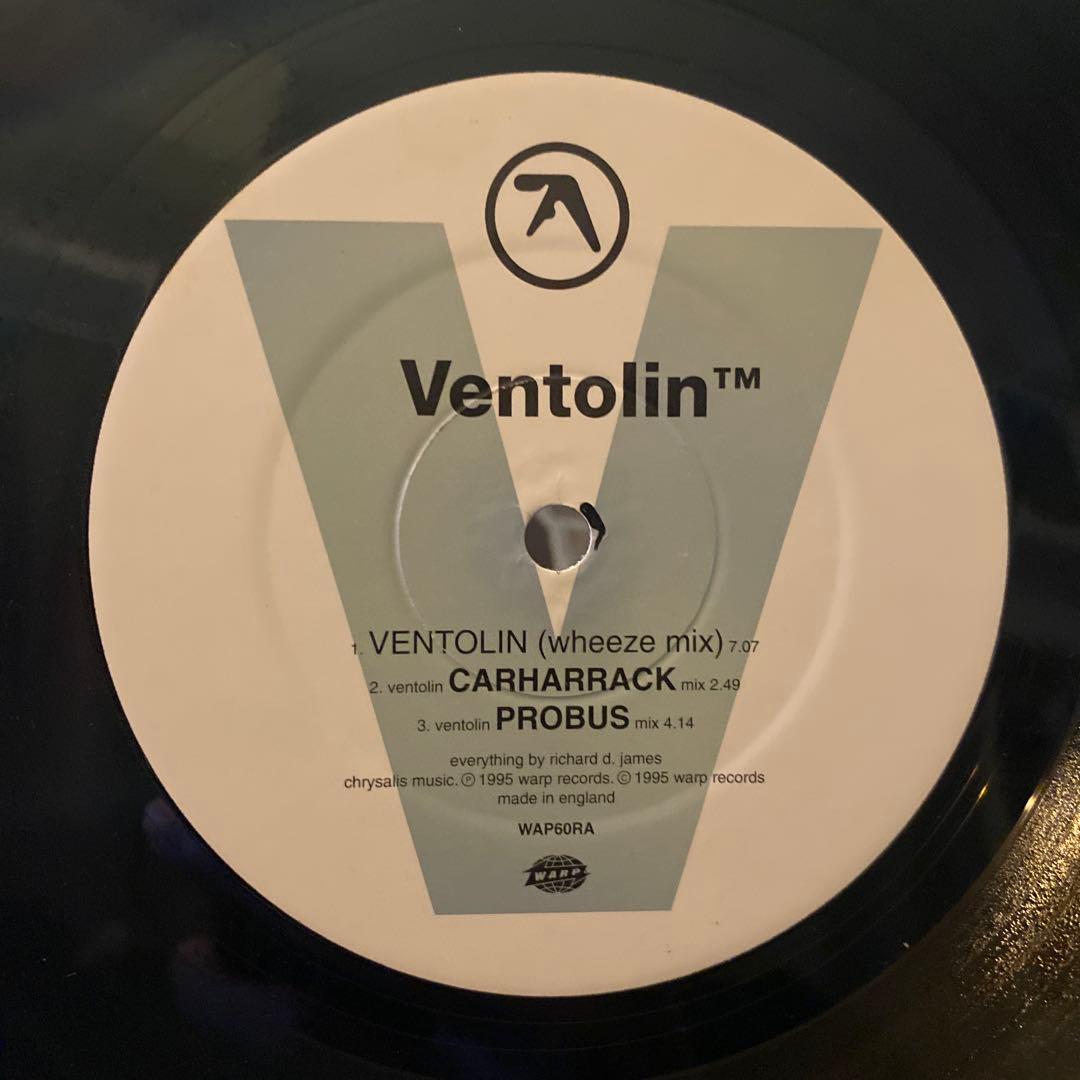 Ventolin™
1. VENTOLIN (wheeze mix) 7.07
2. ventolin CARHARRACK mix 2.49
3. ventolin PROBUS mix 4.14
everything by richard d. james
chrysalis music. ℗ 1995 warp records. © 1995 warp records
made in england
WAP60RA
WARP